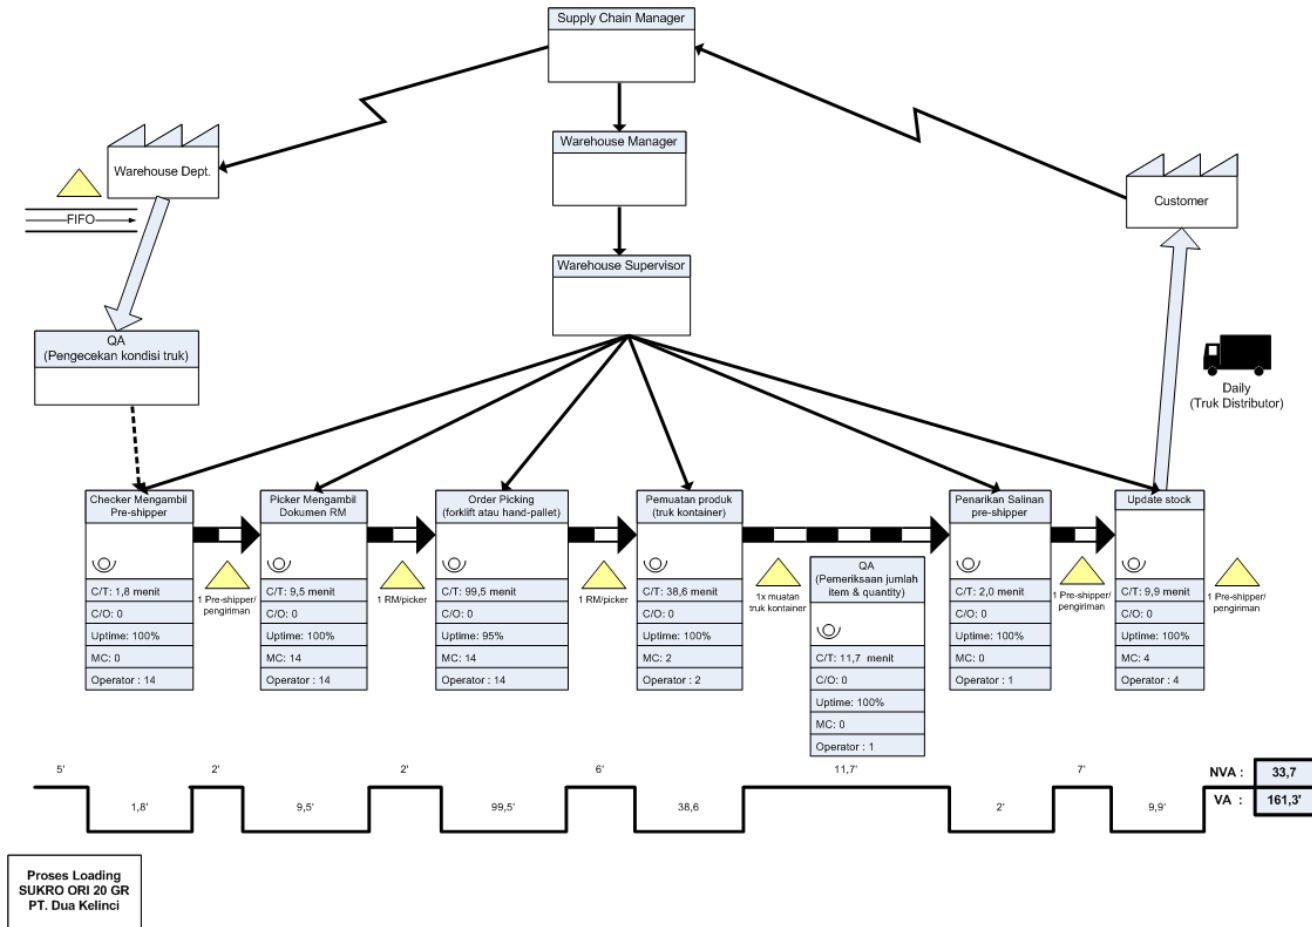 Supply Chain Manager
Warehouse Manager
Warehouse Dept.
FIFO
Customer
Warehouse Supervisor
QA
(Pengecekan kondisi truk)
Daily
(Truk Distributor)
Checker Mengambil
Pre-shipper
C/T: 1,8 menit
C/O: 0
Uptime: 100%
MC: 0
Operator : 14
1 Pre-shipper/
pengiriman
Picker Mengambil
Dokumen RM
C/T: 9,5 menit
C/O: 0
Uptime: 100%
MC: 14
Operator : 14
1 RM/picker
Order Picking
(forklift atau hand-pallet)
C/T: 99,5 menit
C/O: 0
Uptime: 95%
MC: 14
Operator : 14
1 RM/picker
Pemuatan produk
(truk kontainer)
C/T: 38,6 menit
C/O: 0
Uptime: 100%
MC: 2
Operator : 2
1x muatan
truk kontainer
QA
(Pemeriksaan jumlah
item & quantity)
C/T: 11,7 menit
C/O: 0
Uptime: 100%
MC: 0
Operator : 1
Penarikan Salinan
pre-shipper
C/T: 2,0 menit
C/O: 0
Uptime: 100%
MC: 0
Operator : 1
1 Pre-shipper/
pengiriman
Update stock
C/T: 9,9 menit
C/O: 0
Uptime: 100%
MC: 4
Operator : 4
1 Pre-shipper/
pengiriman
5' 2' 2' 6' 11,7' 7'
NVA : 33,7
1,8' 9,5' 99,5' 38,6 2' 9,9'
VA : 161,3'
Proses Loading
SUKRO ORI 20 GR
PT. Dua Kelinci